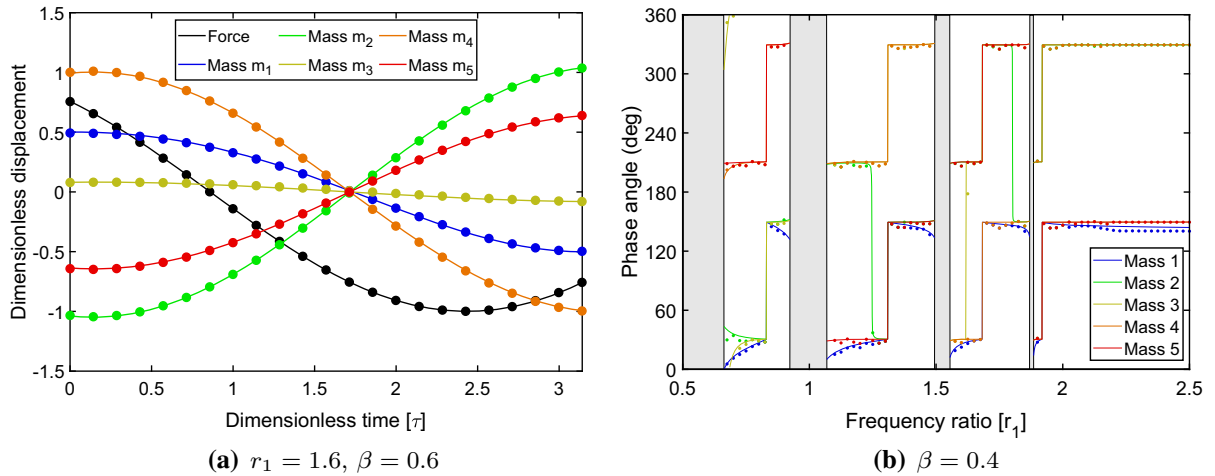 Force
Mass m1
Mass m2
Mass m3
Mass m4
Mass m5
1.5
1
0.5
0
-0.5
-1
-1.5
Dimensionless displacement
0
0.5
1
1.5
2
2.5
3
Dimensionless time [τ]
(a) r1 = 1.6, β = 0.6
360
300
240
180
120
60
0
Phase angle (deg)
Mass 1
Mass 2
Mass 3
Mass 4
Mass 5
0.5
1
1.5
2
2.5
Frequency ratio [r1]
(b) β = 0.4